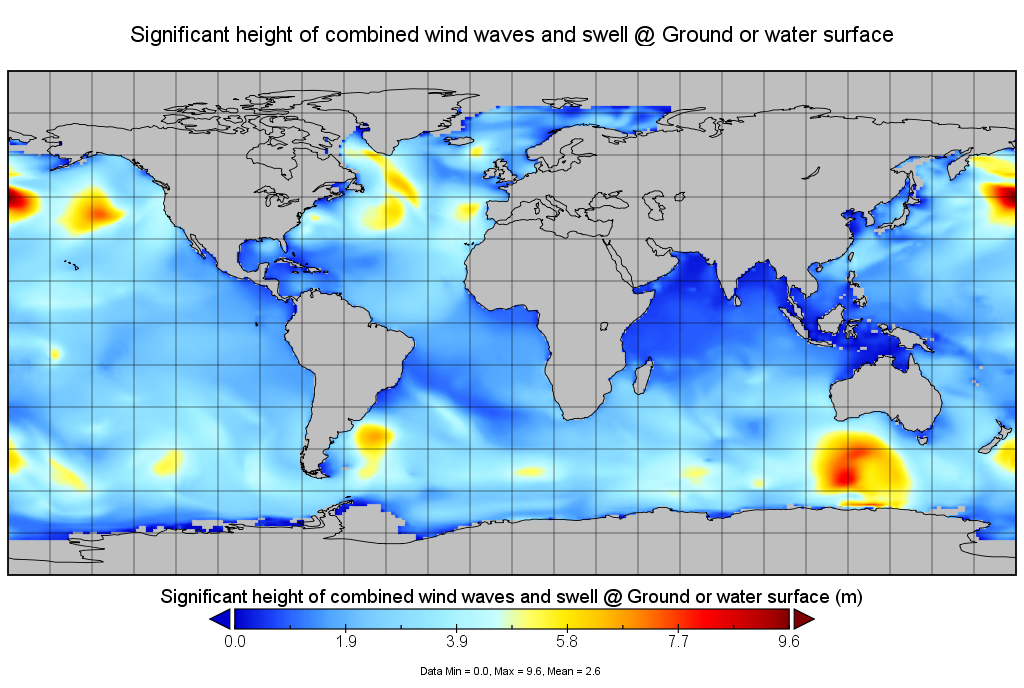 Significant height of combined wind waves and swell @ Ground or water surface
Significant height of combined wind waves and swell @ Ground or water surface (m)
0.0 1.9 3.9 5.8 7.7 9.6
Data Min = 0.0, Max = 9.6, Mean = 2.6